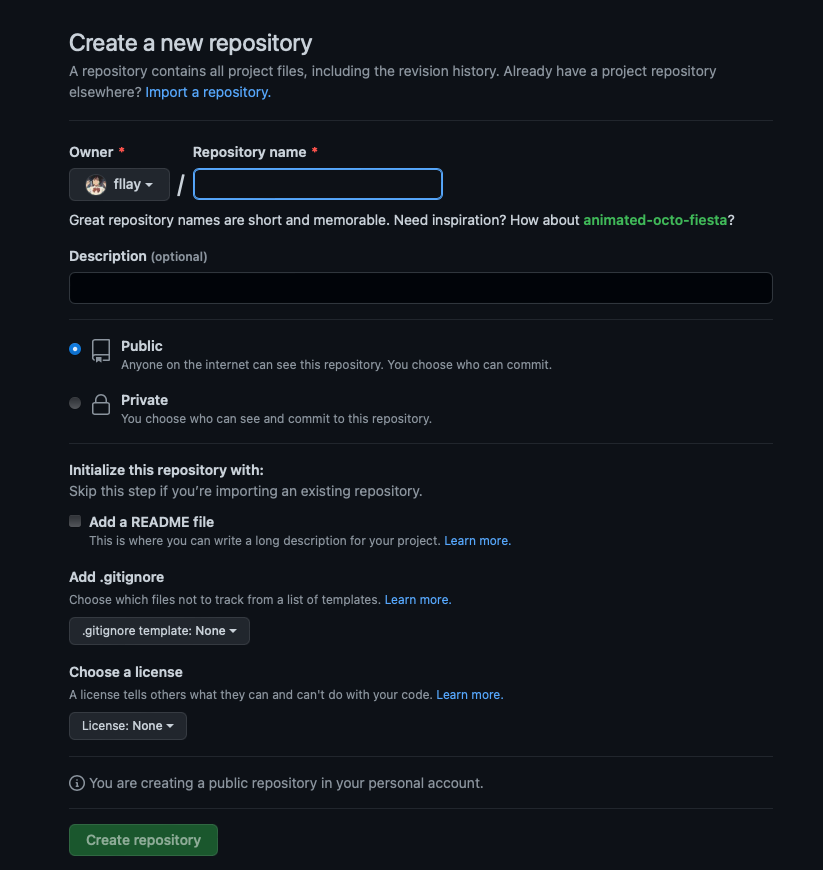 Create a new repository
A repository contains all project files, including the revision history. Already have a project repository
elsewhere? Import a repository.
Owner * Repository name *
fllay /
Great repository names are short and memorable. Need inspiration? How about animated-octo-fiesta?
Description (optional)
Public
Anyone on the internet can see this repository. You choose who can commit.
Private
You choose who can see and commit to this repository.
Initialize this repository with:
Skip this step if you're importing an existing repository.
Add a README file
This is where you can write a long description for your project. Learn more.
Add .gitignore
Choose which files not to track from a list of templates. Learn more.
.gitignore template: None
Choose a license
A license tells others what they can and can't do with your code. Learn more.
License: None
You are creating a public repository in your personal account.
Create repository